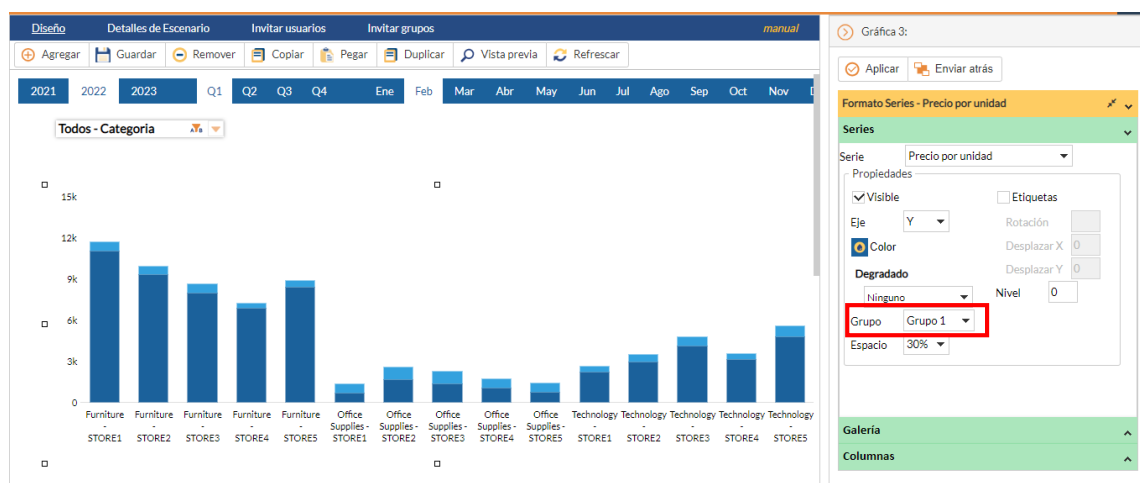 Diseño Detalles de Escenario Invitar usuarios Invitar grupos manual
Agregar Guardar Remover Copiar Pegar Duplicar Vista previa Refrescar
2021 2022 2023 Q1 Q2 Q3 Q4 Ene Feb Mar Abr May Jun Jul Ago Sep Oct Nov
Todos - Categoria
15k
12k
9k
6k
3k
0
Furniture Furniture Furniture Furniture Furniture Office Office Office Office Office Technology Technology Technology Technology Technology
- - - - - Supplies - Supplies - Supplies - Supplies - Supplies - - - - - -
STORE1 STORE2 STORE3 STORE4 STORE5 STORE1 STORE2 STORE3 STORE4 STORE5 STORE1 STORE2 STORE3 STORE4 STORE5
Gráfica 3:
Aplicar Enviar atrás
Formato Series - Precio por unidad
Series
Serie Precio por unidad
Propiedades
Visible Etiquetas
Eje Y Rotación
Color Desplazar X 0
Degradado Desplazar Y 0
Ninguno Nivel 0
Grupo Grupo 1
Espacio 30%
Galería
Columnas